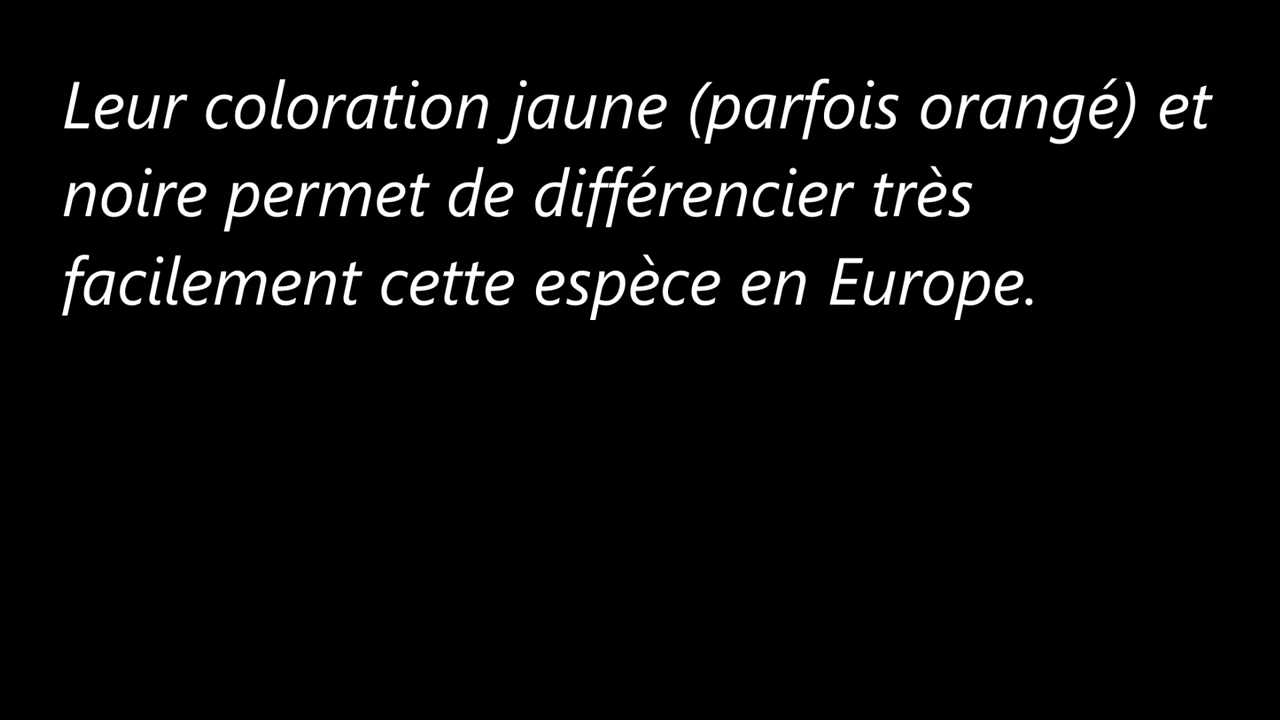 Leur coloration jaune (parfois orangé) et
noire permet de différencier très
facilement cette espèce en Europe.